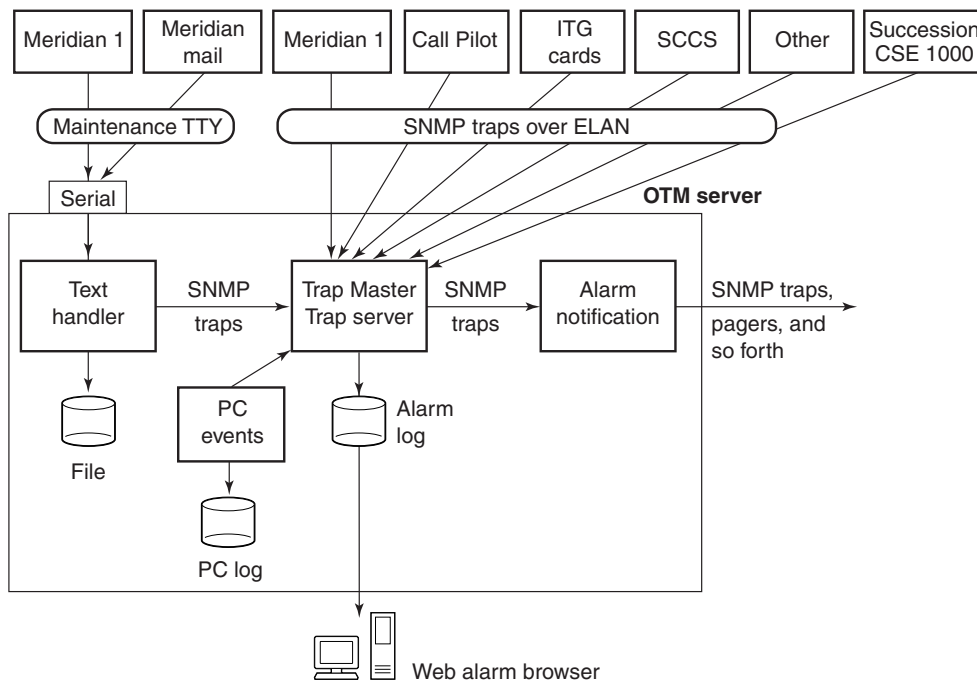 Meridian 1
Meridian
mail
Meridian 1
Call Pilot
ITG
cards
SCCS
Other
Succession
CSE 1000
Maintenance TTY
SNMP traps over ELAN
Serial
OTM server
Text
handler
SNMP
traps
Trap Master
Trap server
SNMP
traps
Alarm
notification
SNMP traps,
pagers, and
so forth
PC
events
Alarm
log
File
PC log
Web alarm browser